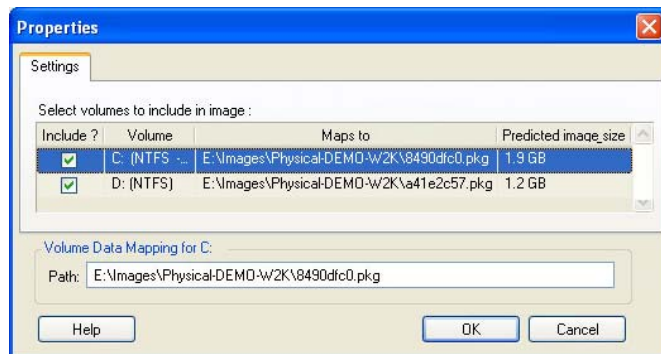 Properties
Settings
Select volumes to include in image :
Include ? Volume Maps to Predicted image_size
C: (NTFS -... E:\Images\Physical-DEMO-W2K\8490dfc0.pkg 1.9 GB
D: (NTFS) E:\Images\Physical-DEMO-W2K\a41e2c57.pkg 1.2 GB
Volume Data Mapping for C:
Path: E:\Images\Physical-DEMO-W2K\8490dfc0.pkg
Help OK Cancel